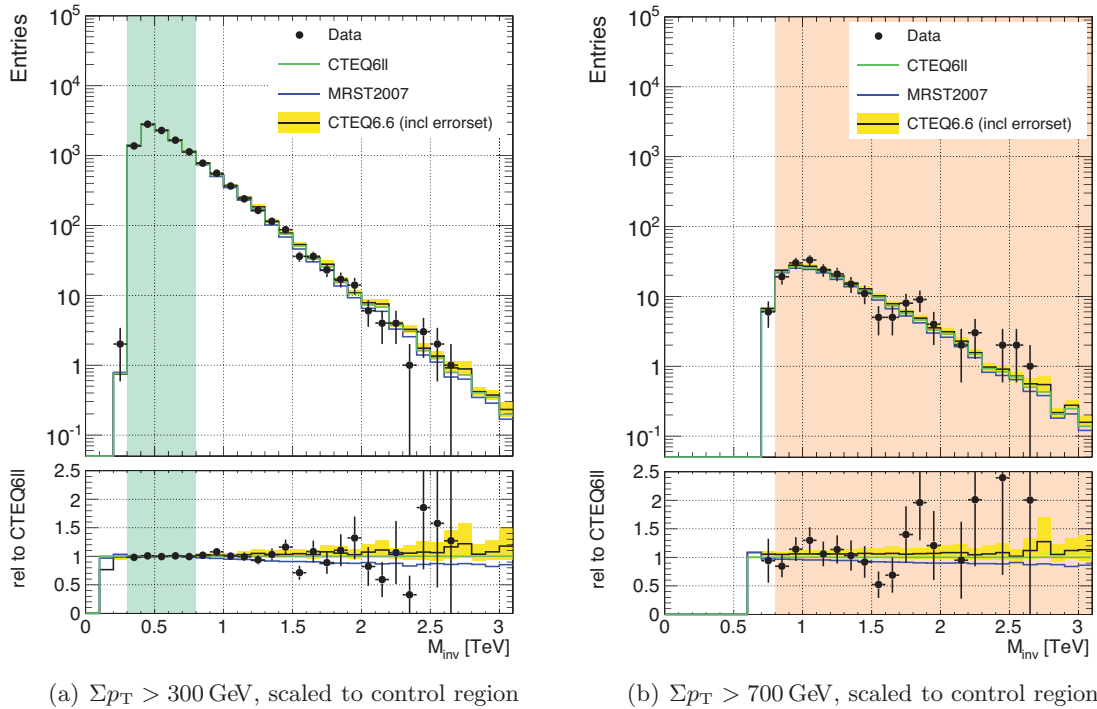 Entries
10^5
10^4
10^3
10^2
10
1
10^-1
Data
CTEQ6ll
MRST2007
CTEQ6.6 (incl errorset)
rel to CTEQ6ll
2.5
2
1.5
1
0.5
0
0 0.5 1 1.5 2 2.5 3
M_inv [TeV]
(a) Σp_T > 300 GeV, scaled to control region
Entries
10^5
10^4
10^3
10^2
10
1
10^-1
Data
CTEQ6ll
MRST2007
CTEQ6.6 (incl errorset)
rel to CTEQ6ll
2.5
2
1.5
1
0.5
0
0 0.5 1 1.5 2 2.5 3
M_inv [TeV]
(b) Σp_T > 700 GeV, scaled to control region